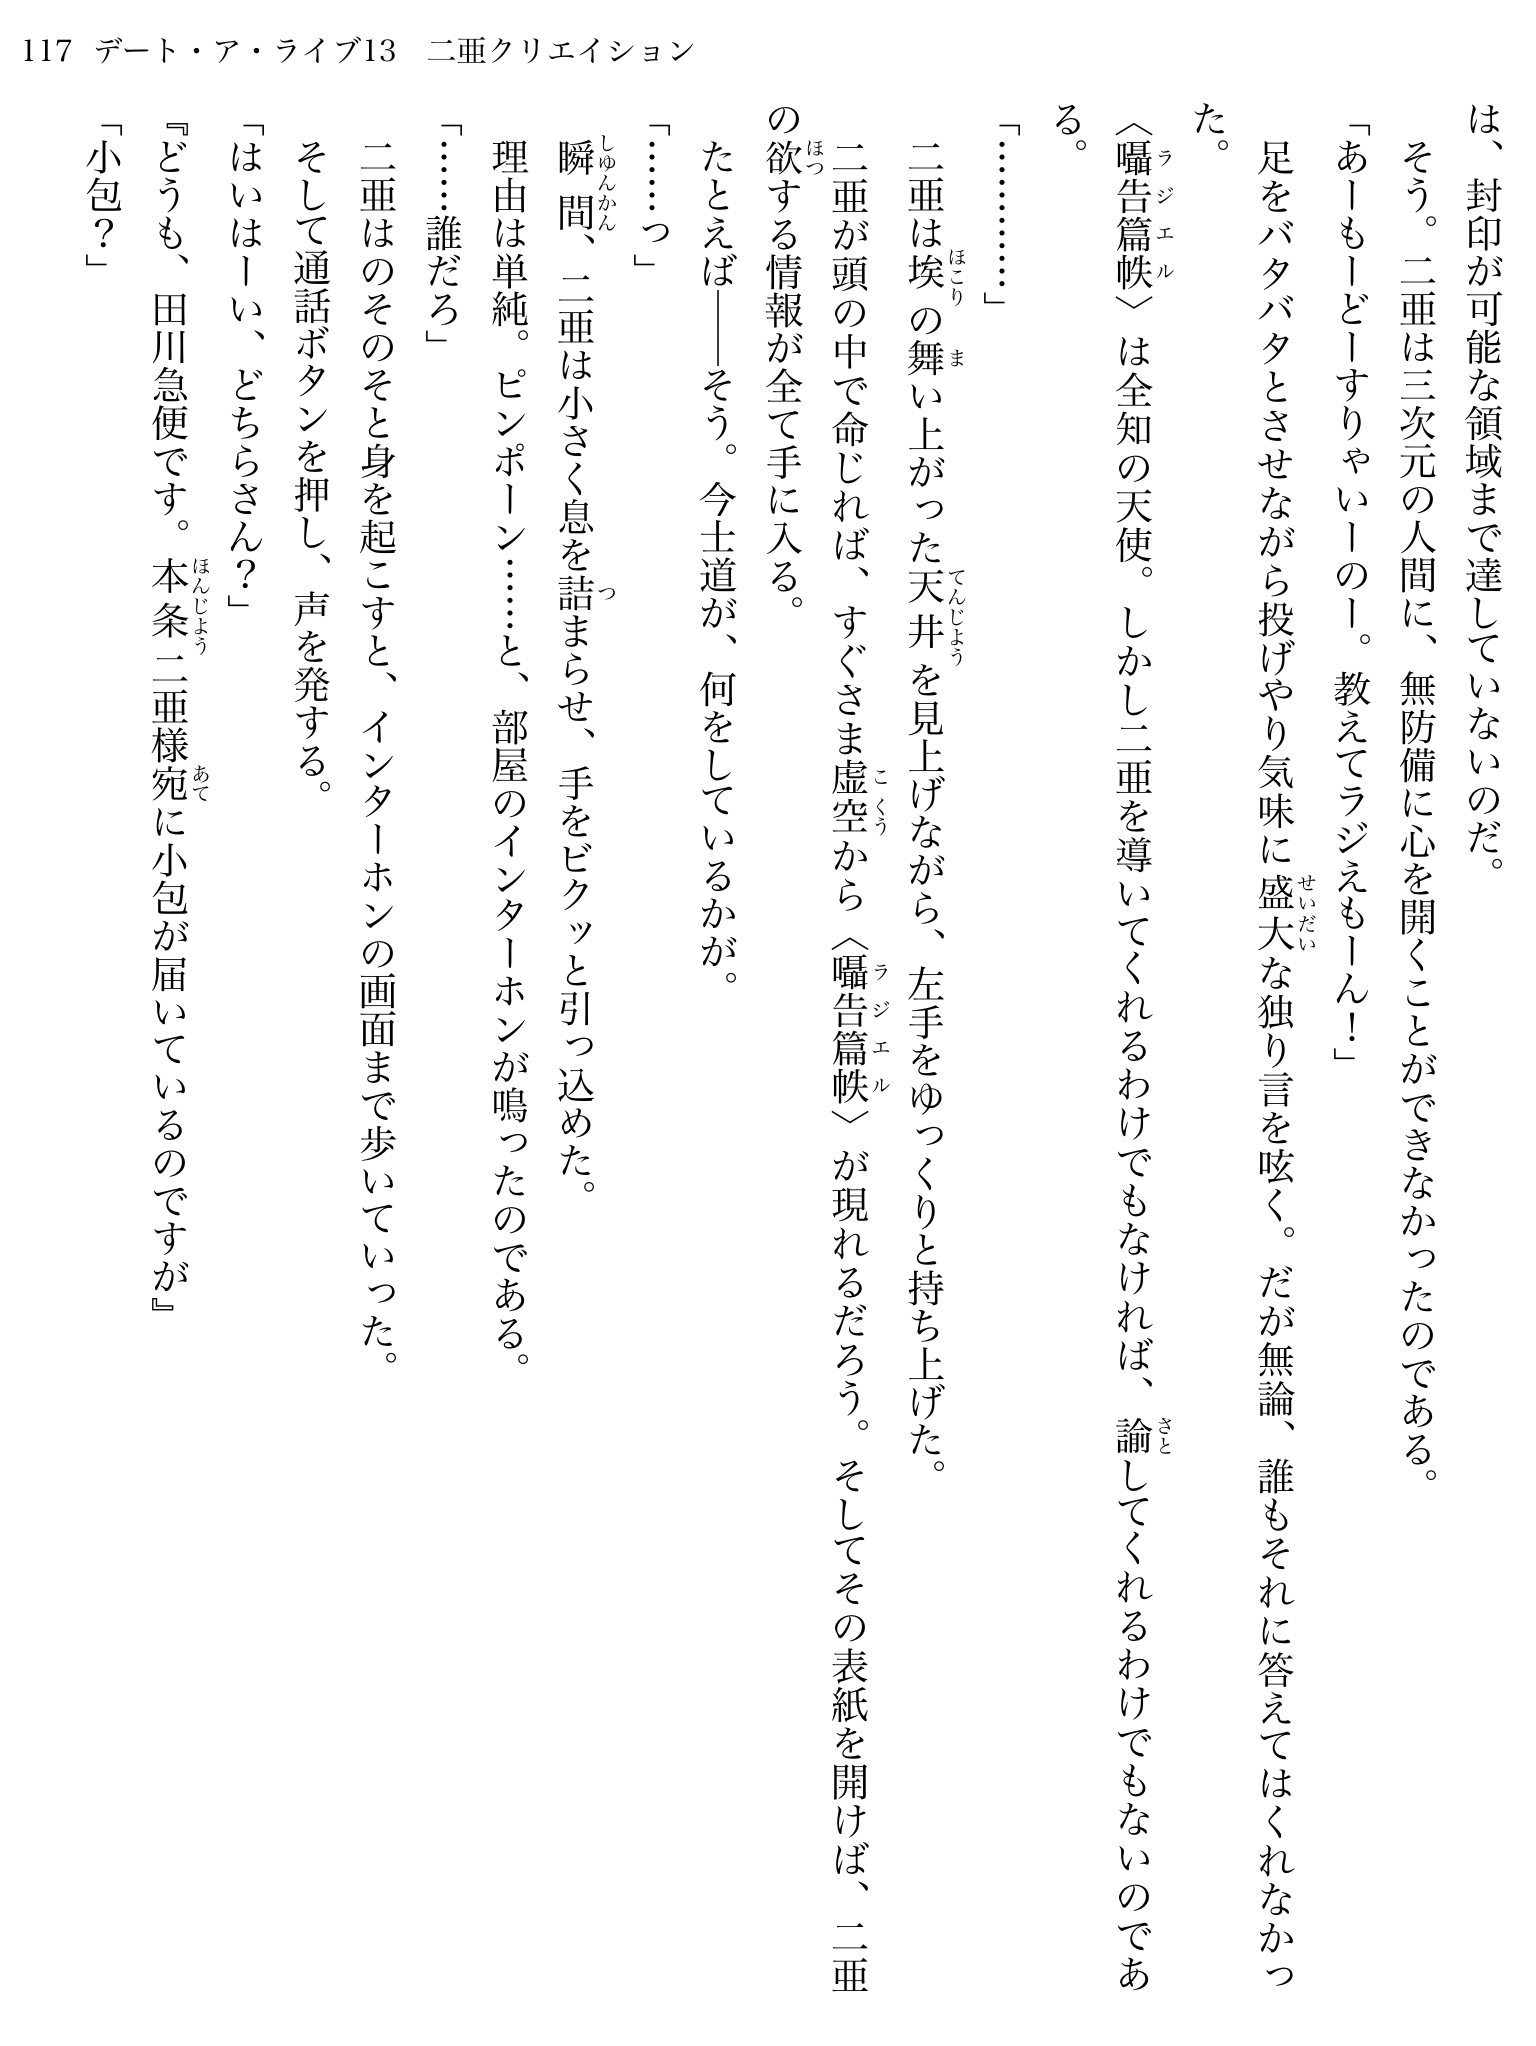 117 デート・ア・ライブ13 二亜クリエイション
は、封印が可能な領域まで達していないのだ。
そう。二亜は三次元の人間に、無防備に心を開くことができなかったのである。
「あーもーどーすりゃいーのー。教えてラジえもーん！」
足をバタバタとさせながら投げやり気味に盛大な独り言を呟く。だが無論、誰もそれに答えてはくれなかっ
た。
〈囁告篇帙〉は全知の天使。しかし二亜を導いてくれるわけでもなければ、諭してくれるわけでもないのであ
る。
「…………」
二亜は埃の舞い上がった天井を見上げながら、左手をゆっくりと持ち上げた。
二亜が頭の中で命じれば、すぐさま虚空から〈囁告篇帙〉が現れるだろう。そしてその表紙を開けば、二亜
の欲する情報が全て手に入る。
たとえば――そう。今士道が、何をしているかが。
「……っ」
瞬間、二亜は小さく息を詰まらせ、手をビクッと引っ込めた。
理由は単純。ピンポーン……と、部屋のインターホンが鳴ったのである。
「……誰だろ」
二亜はのそのそと身を起こすと、インターホンの画面まで歩いていった。
そして通話ボタンを押し、声を発する。
「はいはーい、どちらさん？」
『どうも、田川急便です。本条二亜様宛に小包が届いているのですが』
「小包？」